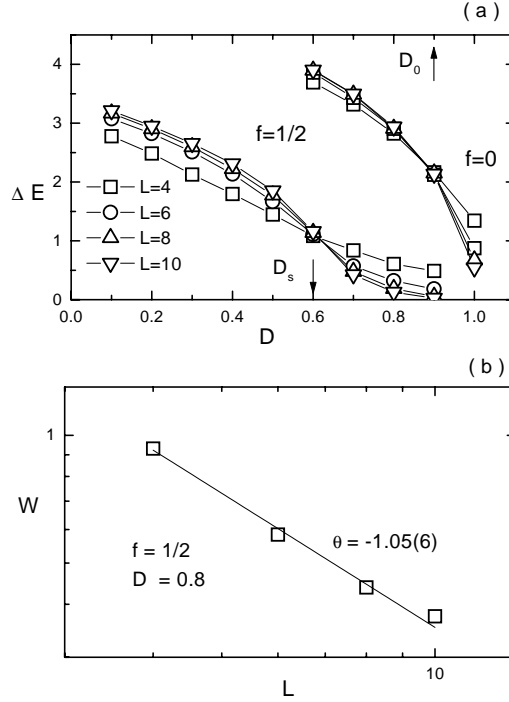 ( a )
4
3
2
1
0
Δ E
f=1/2
f=0
D₀
L=4
L=6
L=8
L=10
Dₛ
0.0 0.2 0.4 0.6 0.8 1.0
D
( b )
1
W
f = 1/2
D = 0.8
θ = -1.05(6)
10
L